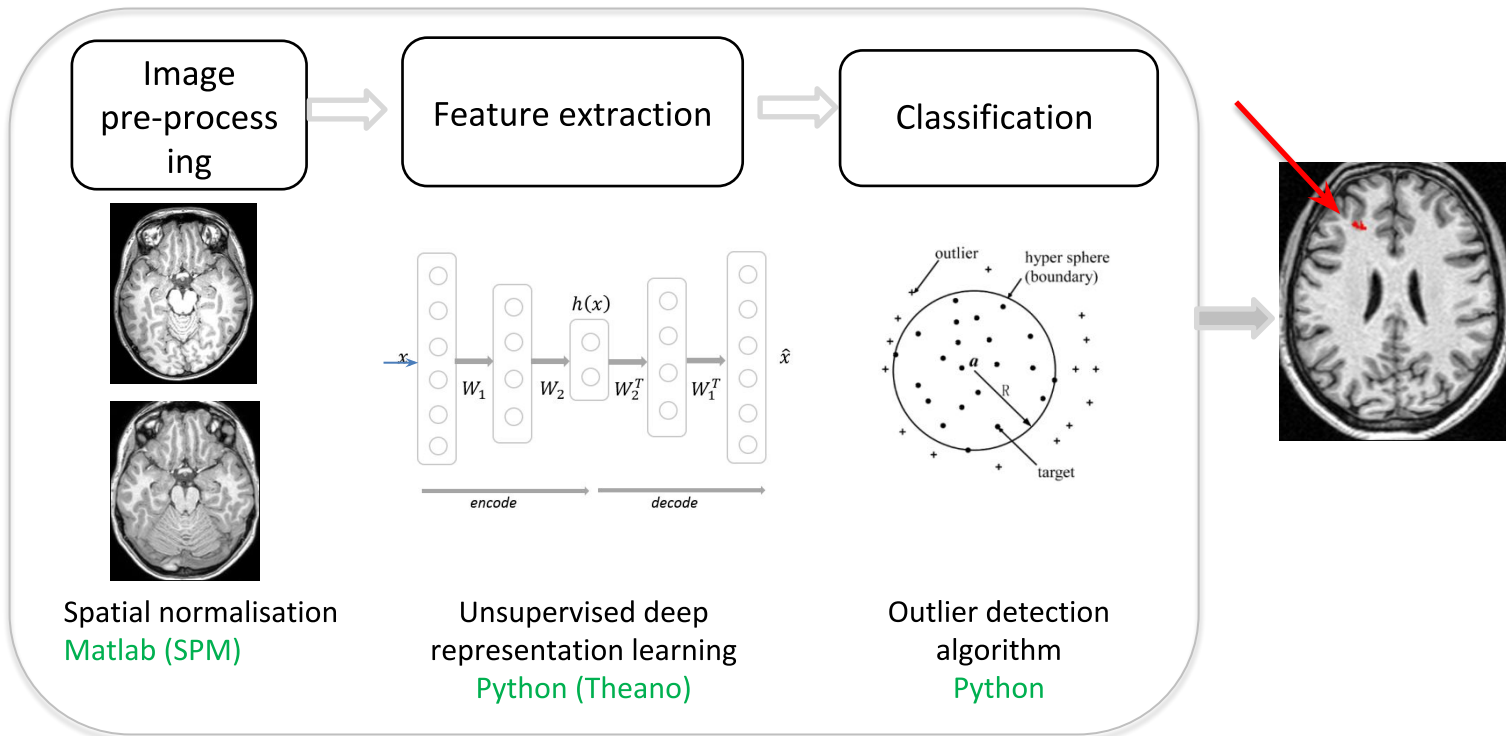 Image
pre-process
ing
Feature extraction
Classification
x
W₁
W₂
h(x)
W₂ᵀ
W₁ᵀ
x̂
encode
decode
outlier
hyper sphere
(boundary)
a
R
target
Spatial normalisation
Matlab (SPM)
Unsupervised deep
representation learning
Python (Theano)
Outlier detection
algorithm
Python